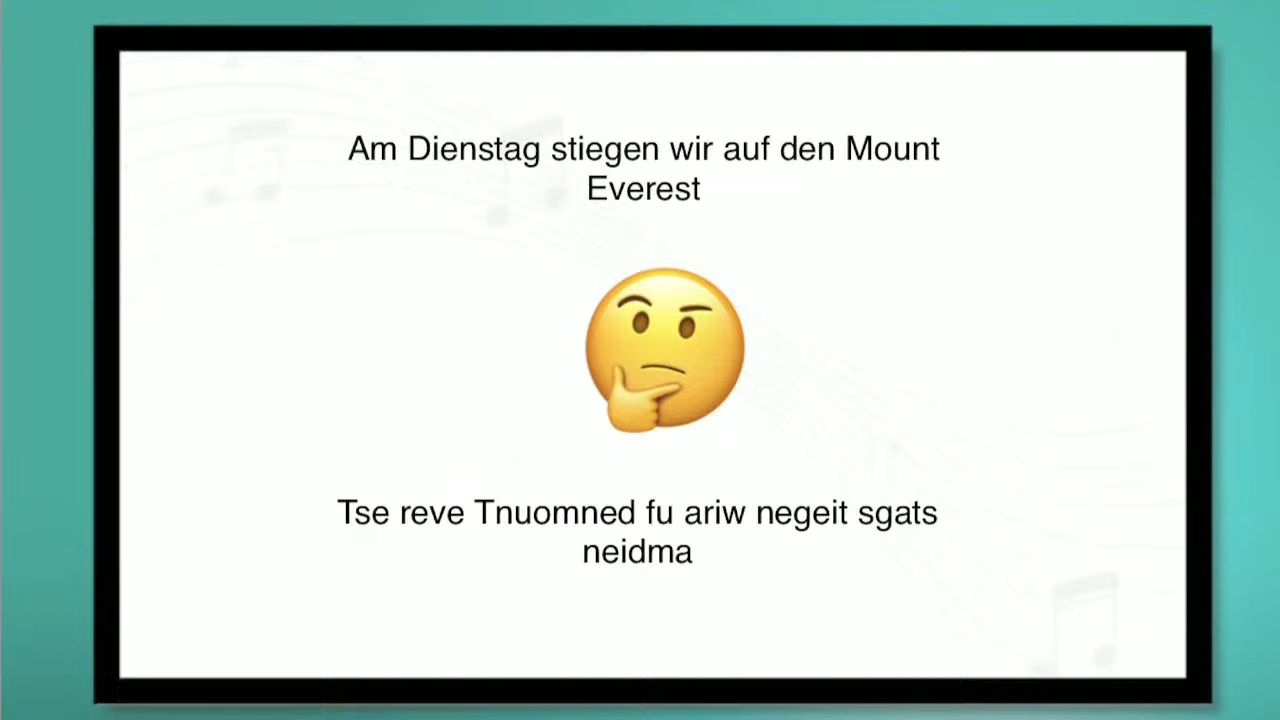 Am Dienstag stiegen wir auf den Mount
Everest
Tse reve Tnuomned fu ariw negeit sgats
neidma